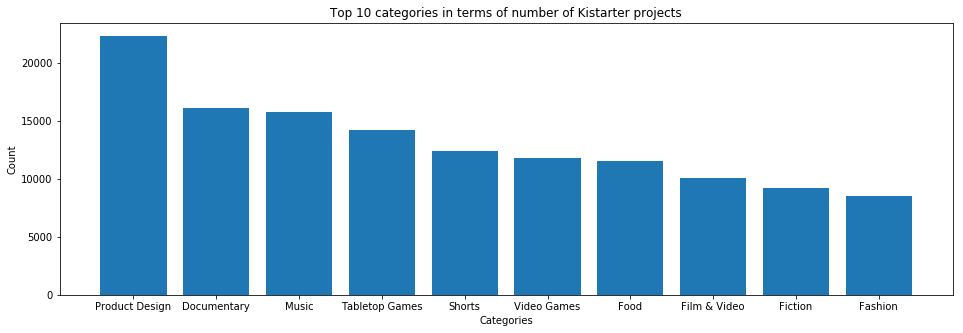 Top 10 categories in terms of number of Kistarter projects
20000
15000
10000
5000
0
Count
Product Design Documentary Music Tabletop Games Shorts Video Games Food Film & Video Fiction Fashion
Categories